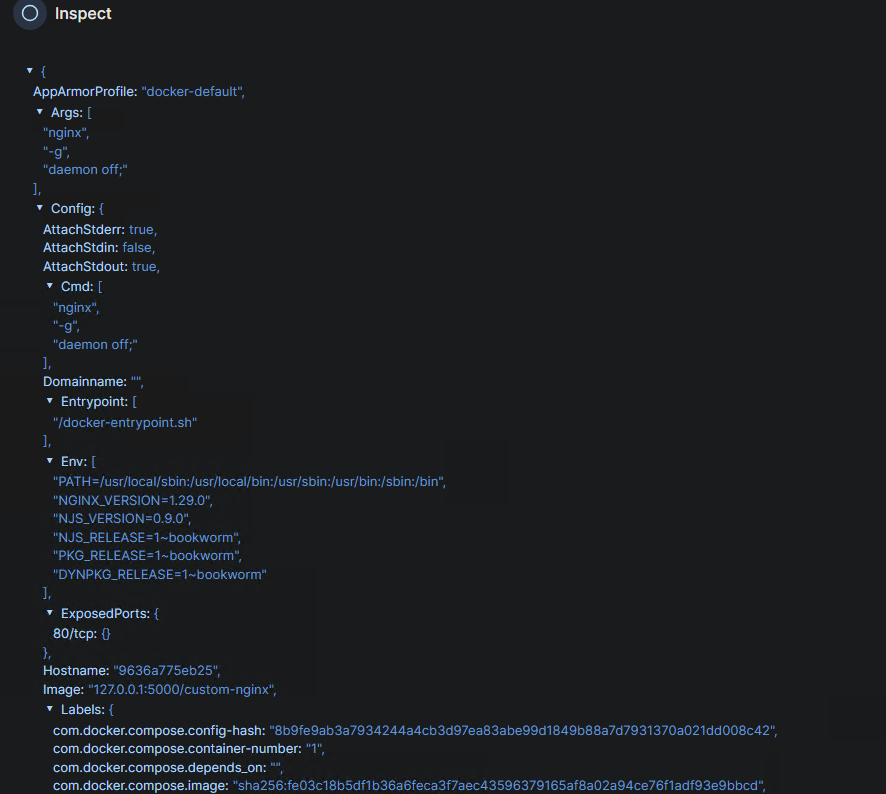 Inspect
{
AppArmorProfile: "docker-default",
Args: [
"nginx",
"-g",
"daemon off;"
],
Config: {
AttachStderr: true,
AttachStdin: false,
AttachStdout: true,
Cmd: [
"nginx",
"-g",
"daemon off;"
],
Domainname: "",
Entrypoint: [
"/docker-entrypoint.sh"
],
Env: [
"PATH=/usr/local/sbin:/usr/local/bin:/usr/sbin:/usr/bin:/sbin:/bin",
"NGINX_VERSION=1.29.0",
"NJS_VERSION=0.9.0",
"NJS_RELEASE=1~bookworm",
"PKG_RELEASE=1~bookworm",
"DYNPKG_RELEASE=1~bookworm"
],
ExposedPorts: {
80/tcp: {}
},
Hostname: "9636a775eb25",
Image: "127.0.0.1:5000/custom-nginx",
Labels: {
com.docker.compose.config-hash: "8b9fe9ab3a7934244a4cb3d97ea83abe99d1849b88a7d7931370a021dd008c42",
com.docker.compose.container-number: "1",
com.docker.compose.depends_on: "",
com.docker.compose.image: "sha256:fe03c18b5df1b36a6feca3f7aec43596379165af8a02a94ce76f1adf93e9bbcd",